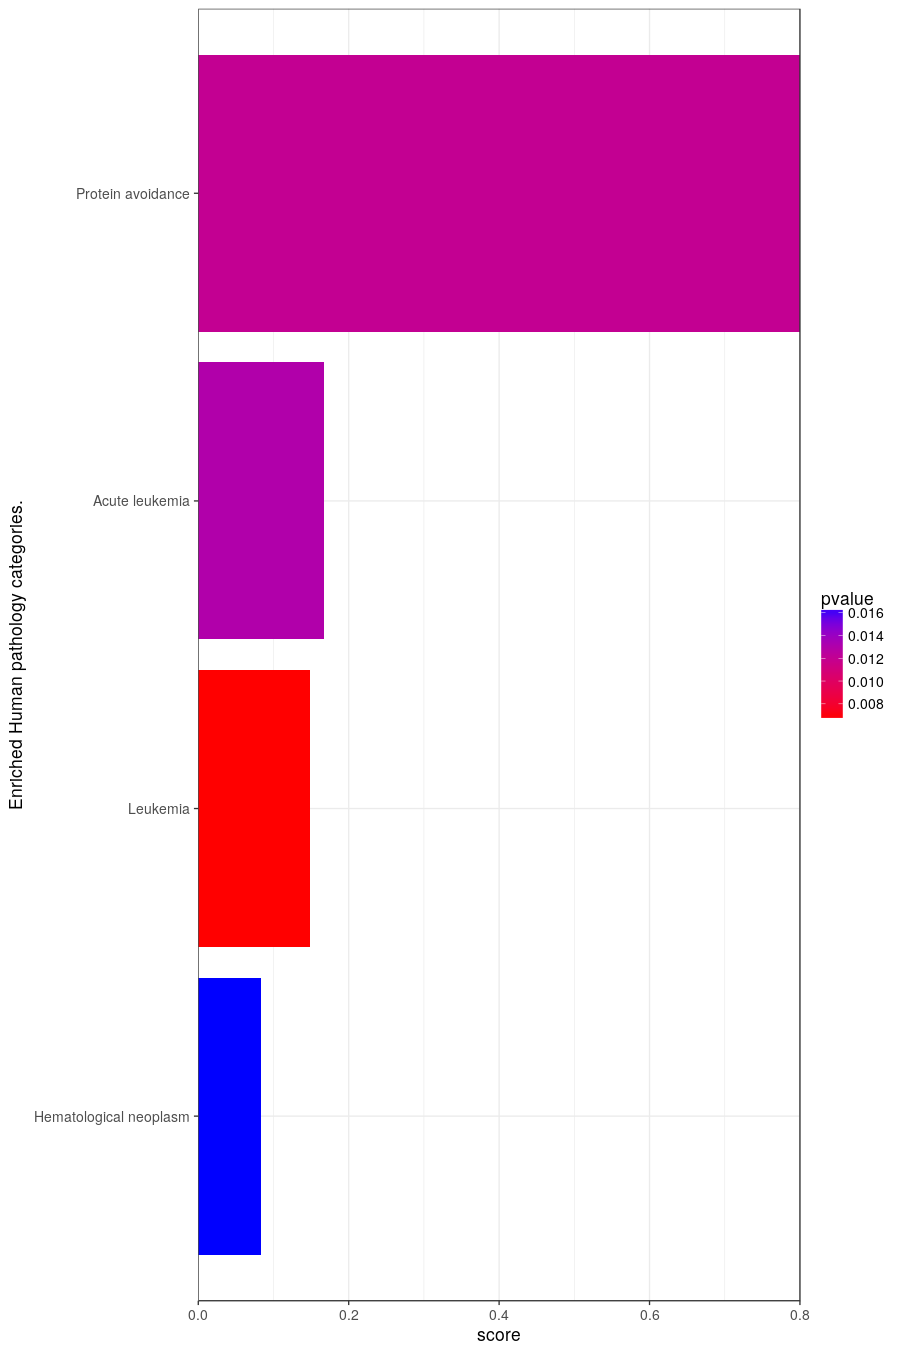 Protein avoidance
Acute leukemia
Leukemia
Hematological neoplasm
Enriched Human pathology categories.
0.0
0.2
0.4
0.6
0.8
score
pvalue
0.016
0.014
0.012
0.010
0.008